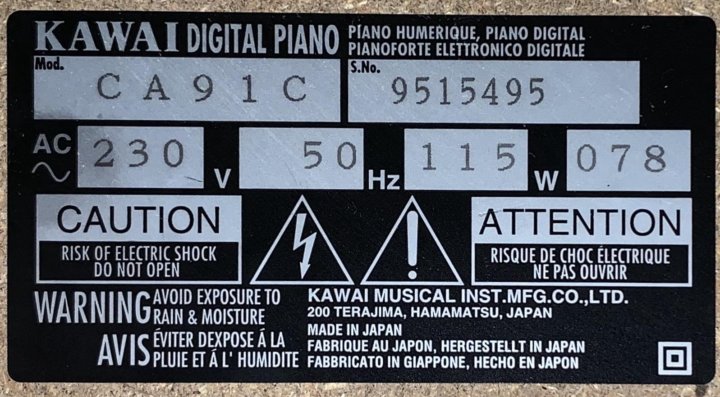 KAWAI DIGITAL PIANO PIANO HUMERIQUE, PIANO DIGITAL
PIANOFORTE ELETTRONICO DIGITALE
Mod. CA91C S.No. 9515495
AC 230 V 50 Hz 115 W 078
CAUTION
RISK OF ELECTRIC SHOCK
DO NOT OPEN
ATTENTION
RISQUE DE CHOC ÉLECTRIQUE
NE PAS OUVRIR
WARNING AVOID EXPOSURE TO
RAIN & MOISTURE
AVIS ÉVITER DEXPOSE Á LA
PLUIE ET Á L' HUMIDITE
KAWAI MUSICAL INST.MFG.CO.,LTD.
200 TERAJIMA, HAMAMATSU, JAPAN
MADE IN JAPAN
FABRIQUE AU JAPON, HERGESTELLT IN JAPAN
FABBRICATO IN GIAPPONE, HECHO EN JAPON